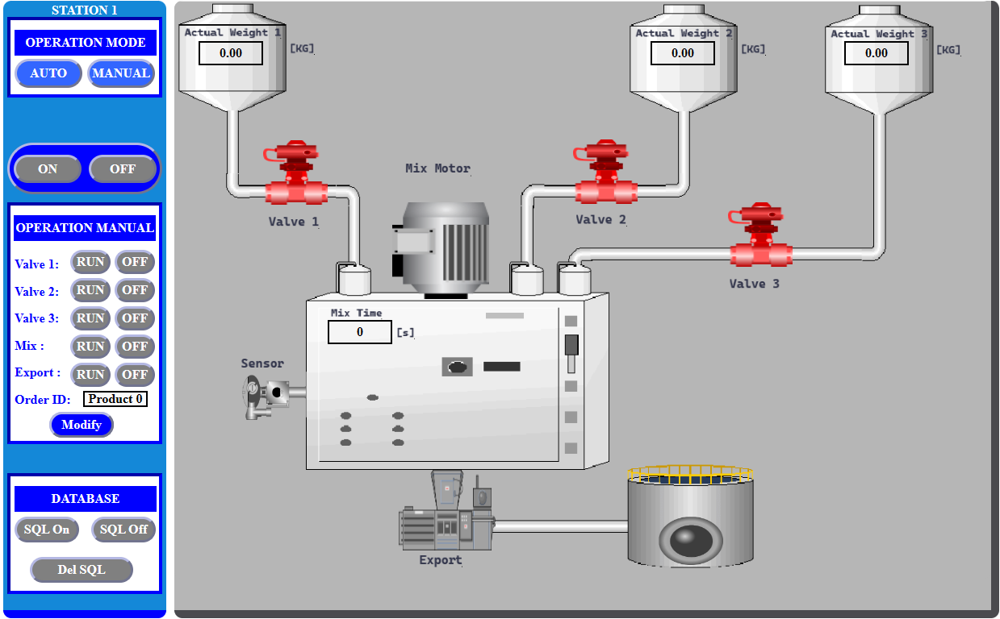 STATION 1
OPERATION MODE
AUTO MANUAL
ON OFF
OPERATION MANUAL
Valve 1: RUN OFF
Valve 2: RUN OFF
Valve 3: RUN OFF
Mix : RUN OFF
Export : RUN OFF
Order ID: Product 0
Modify
DATABASE
SQL On SQL Off
Del SQL
Actual Weight 1
0.00 [KG]
Actual Weight 2
0.00 [KG]
Actual Weight 3
0.00 [KG]
Mix Motor
Valve 1
Valve 2
Valve 3
Mix Time
0 [s]
Sensor
Export